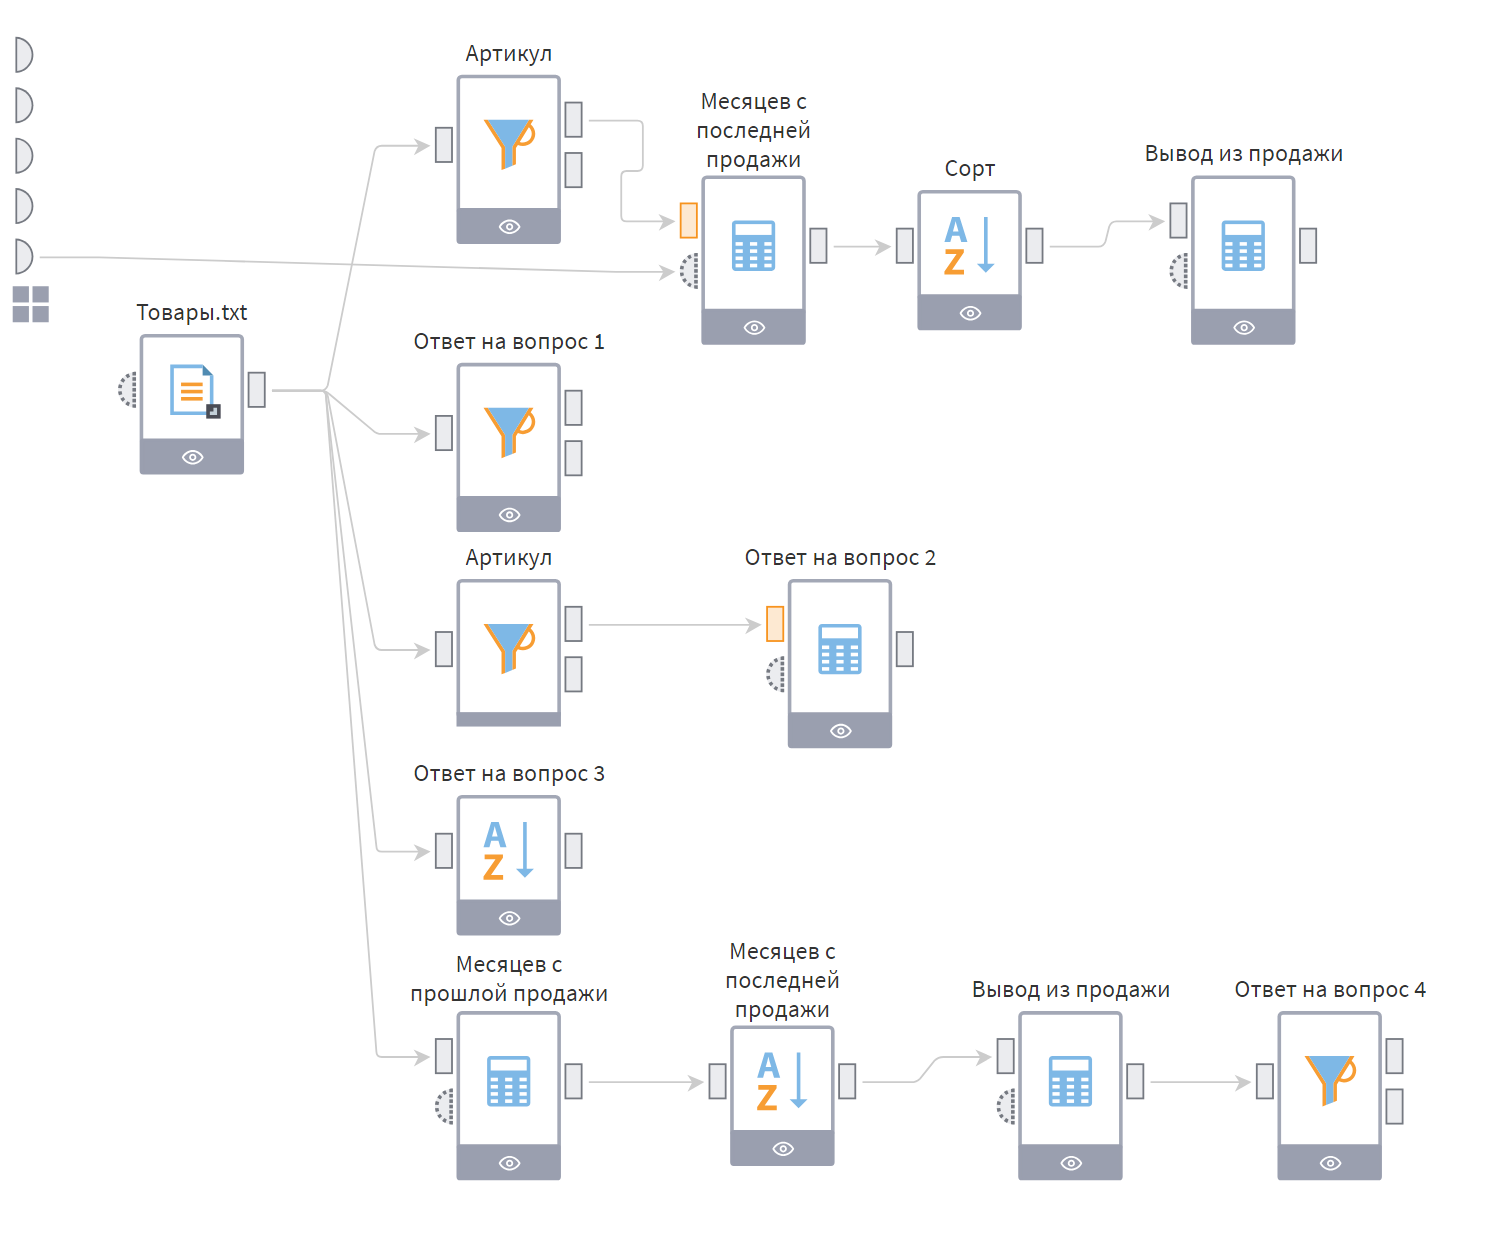 Артикул
Месяцев с
последней
продажи
Сорт
Вывод из продажи
Товары.txt
Ответ на вопрос 1
Артикул
Ответ на вопрос 2
Ответ на вопрос 3
Месяцев с
прошлой продажи
Месяцев с
последней
продажи
Вывод из продажи
Ответ на вопрос 4